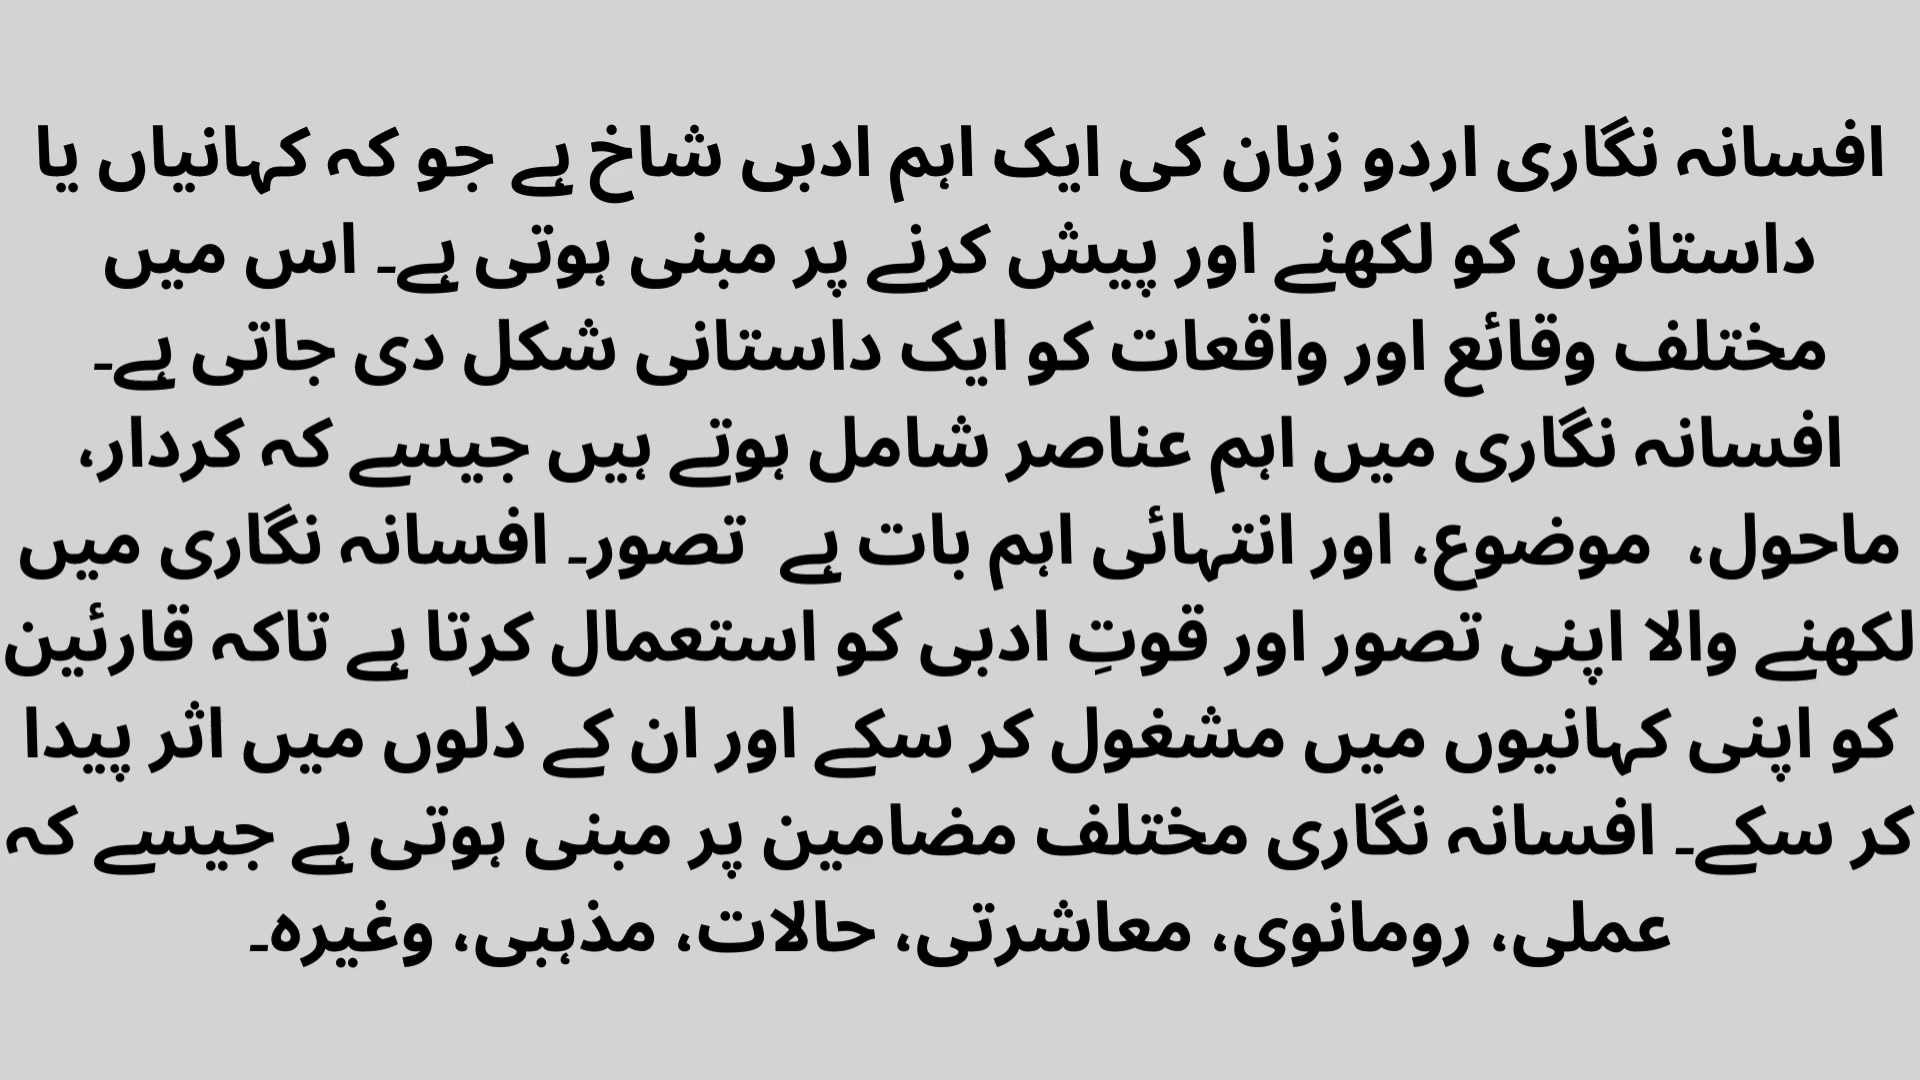 افسانہ نگاری اردو زبان کی ایک اہم ادبی شاخ ہے جو کہ کہانیاں یا
داستانوں کو لکھنے اور پیش کرنے پر مبنی ہوتی ہے۔ اس میں
مختلف وقائع اور واقعات کو ایک داستانی شکل دی جاتی ہے۔
افسانہ نگاری میں اہم عناصر شامل ہوتے ہیں جیسے کہ کردار،
ماحول،  موضوع، اور انتہائی اہم بات ہے  تصور۔ افسانہ نگاری میں
لکھنے والا اپنی تصور اور قوتِ ادبی کو استعمال کرتا ہے تاکہ قارئین
کو اپنی کہانیوں میں مشغول کر سکے اور ان کے دلوں میں اثر پیدا
کر سکے۔ افسانہ نگاری مختلف مضامین پر مبنی ہوتی ہے جیسے کہ
عملی، رومانوی، معاشرتی، حالات، مذہبی، وغیرہ۔